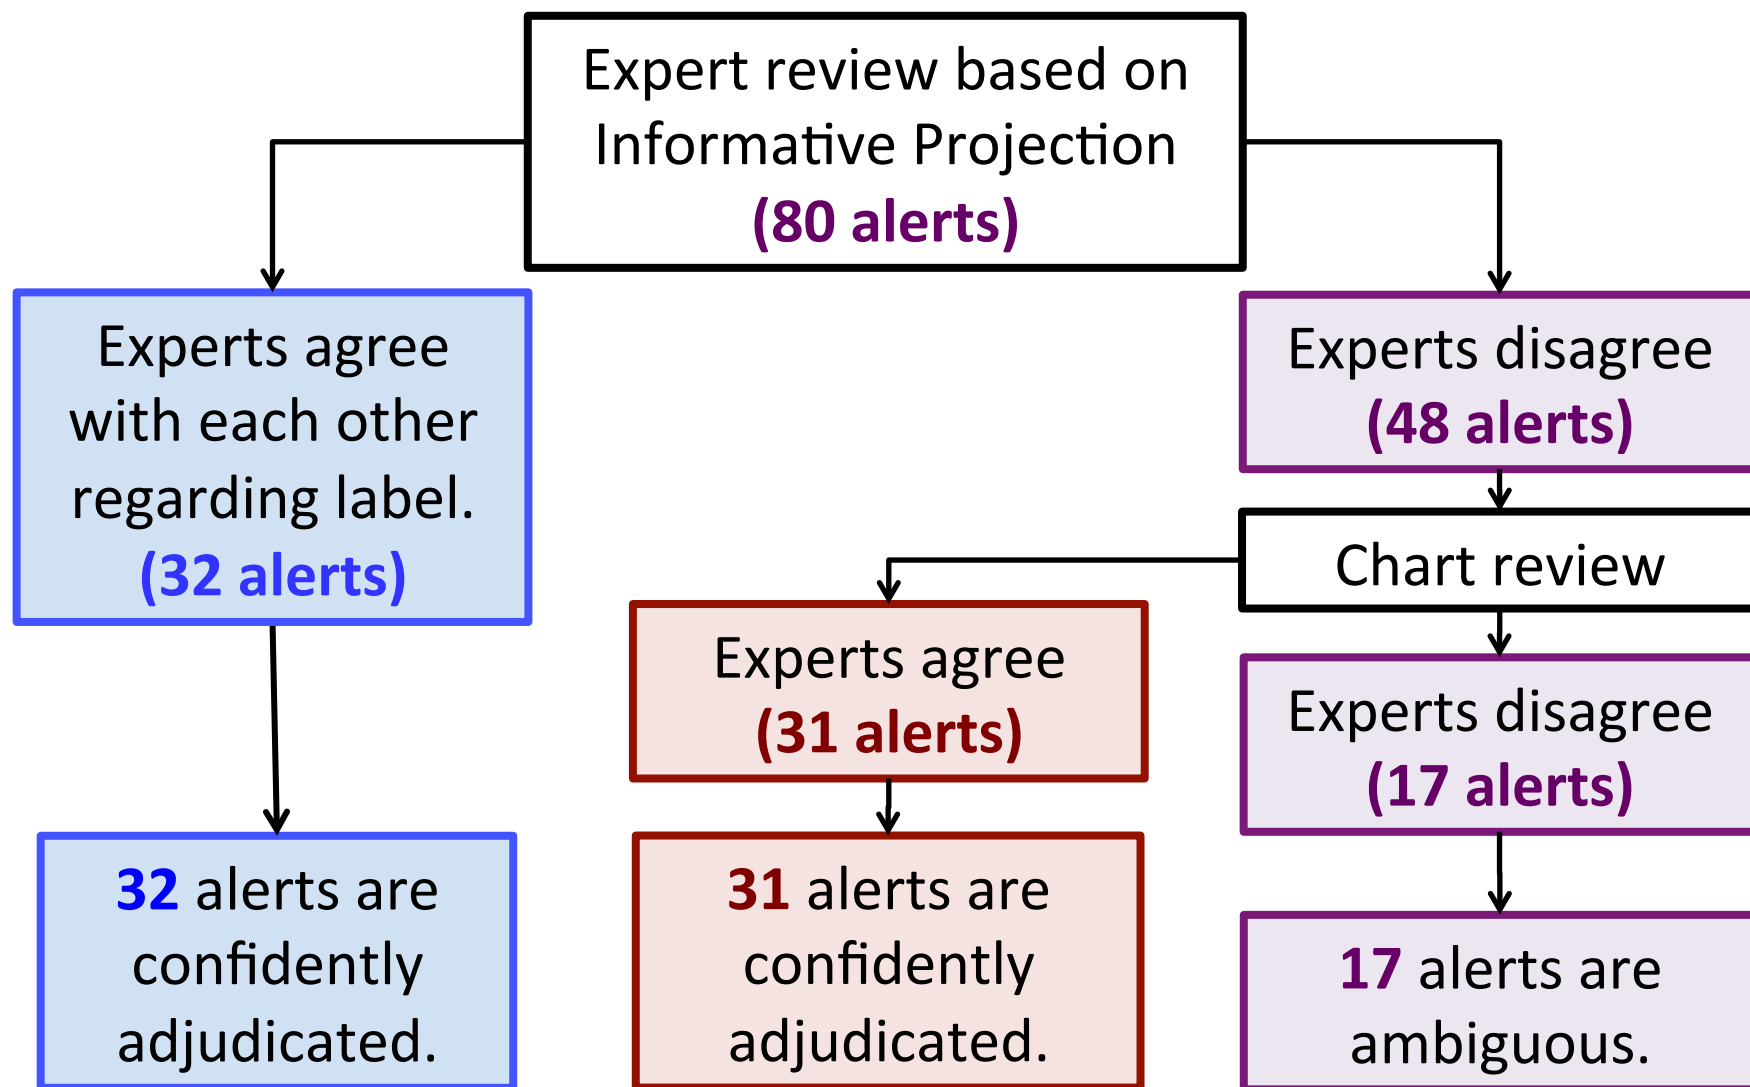 Expert review based on
Informative Projection
(80 alerts)
Experts agree
with each other
regarding label.
(32 alerts)
Experts disagree
(48 alerts)
Chart review
Experts agree
(31 alerts)
Experts disagree
(17 alerts)
32 alerts are
confidently
adjudicated.
31 alerts are
confidently
adjudicated.
17 alerts are
ambiguous.